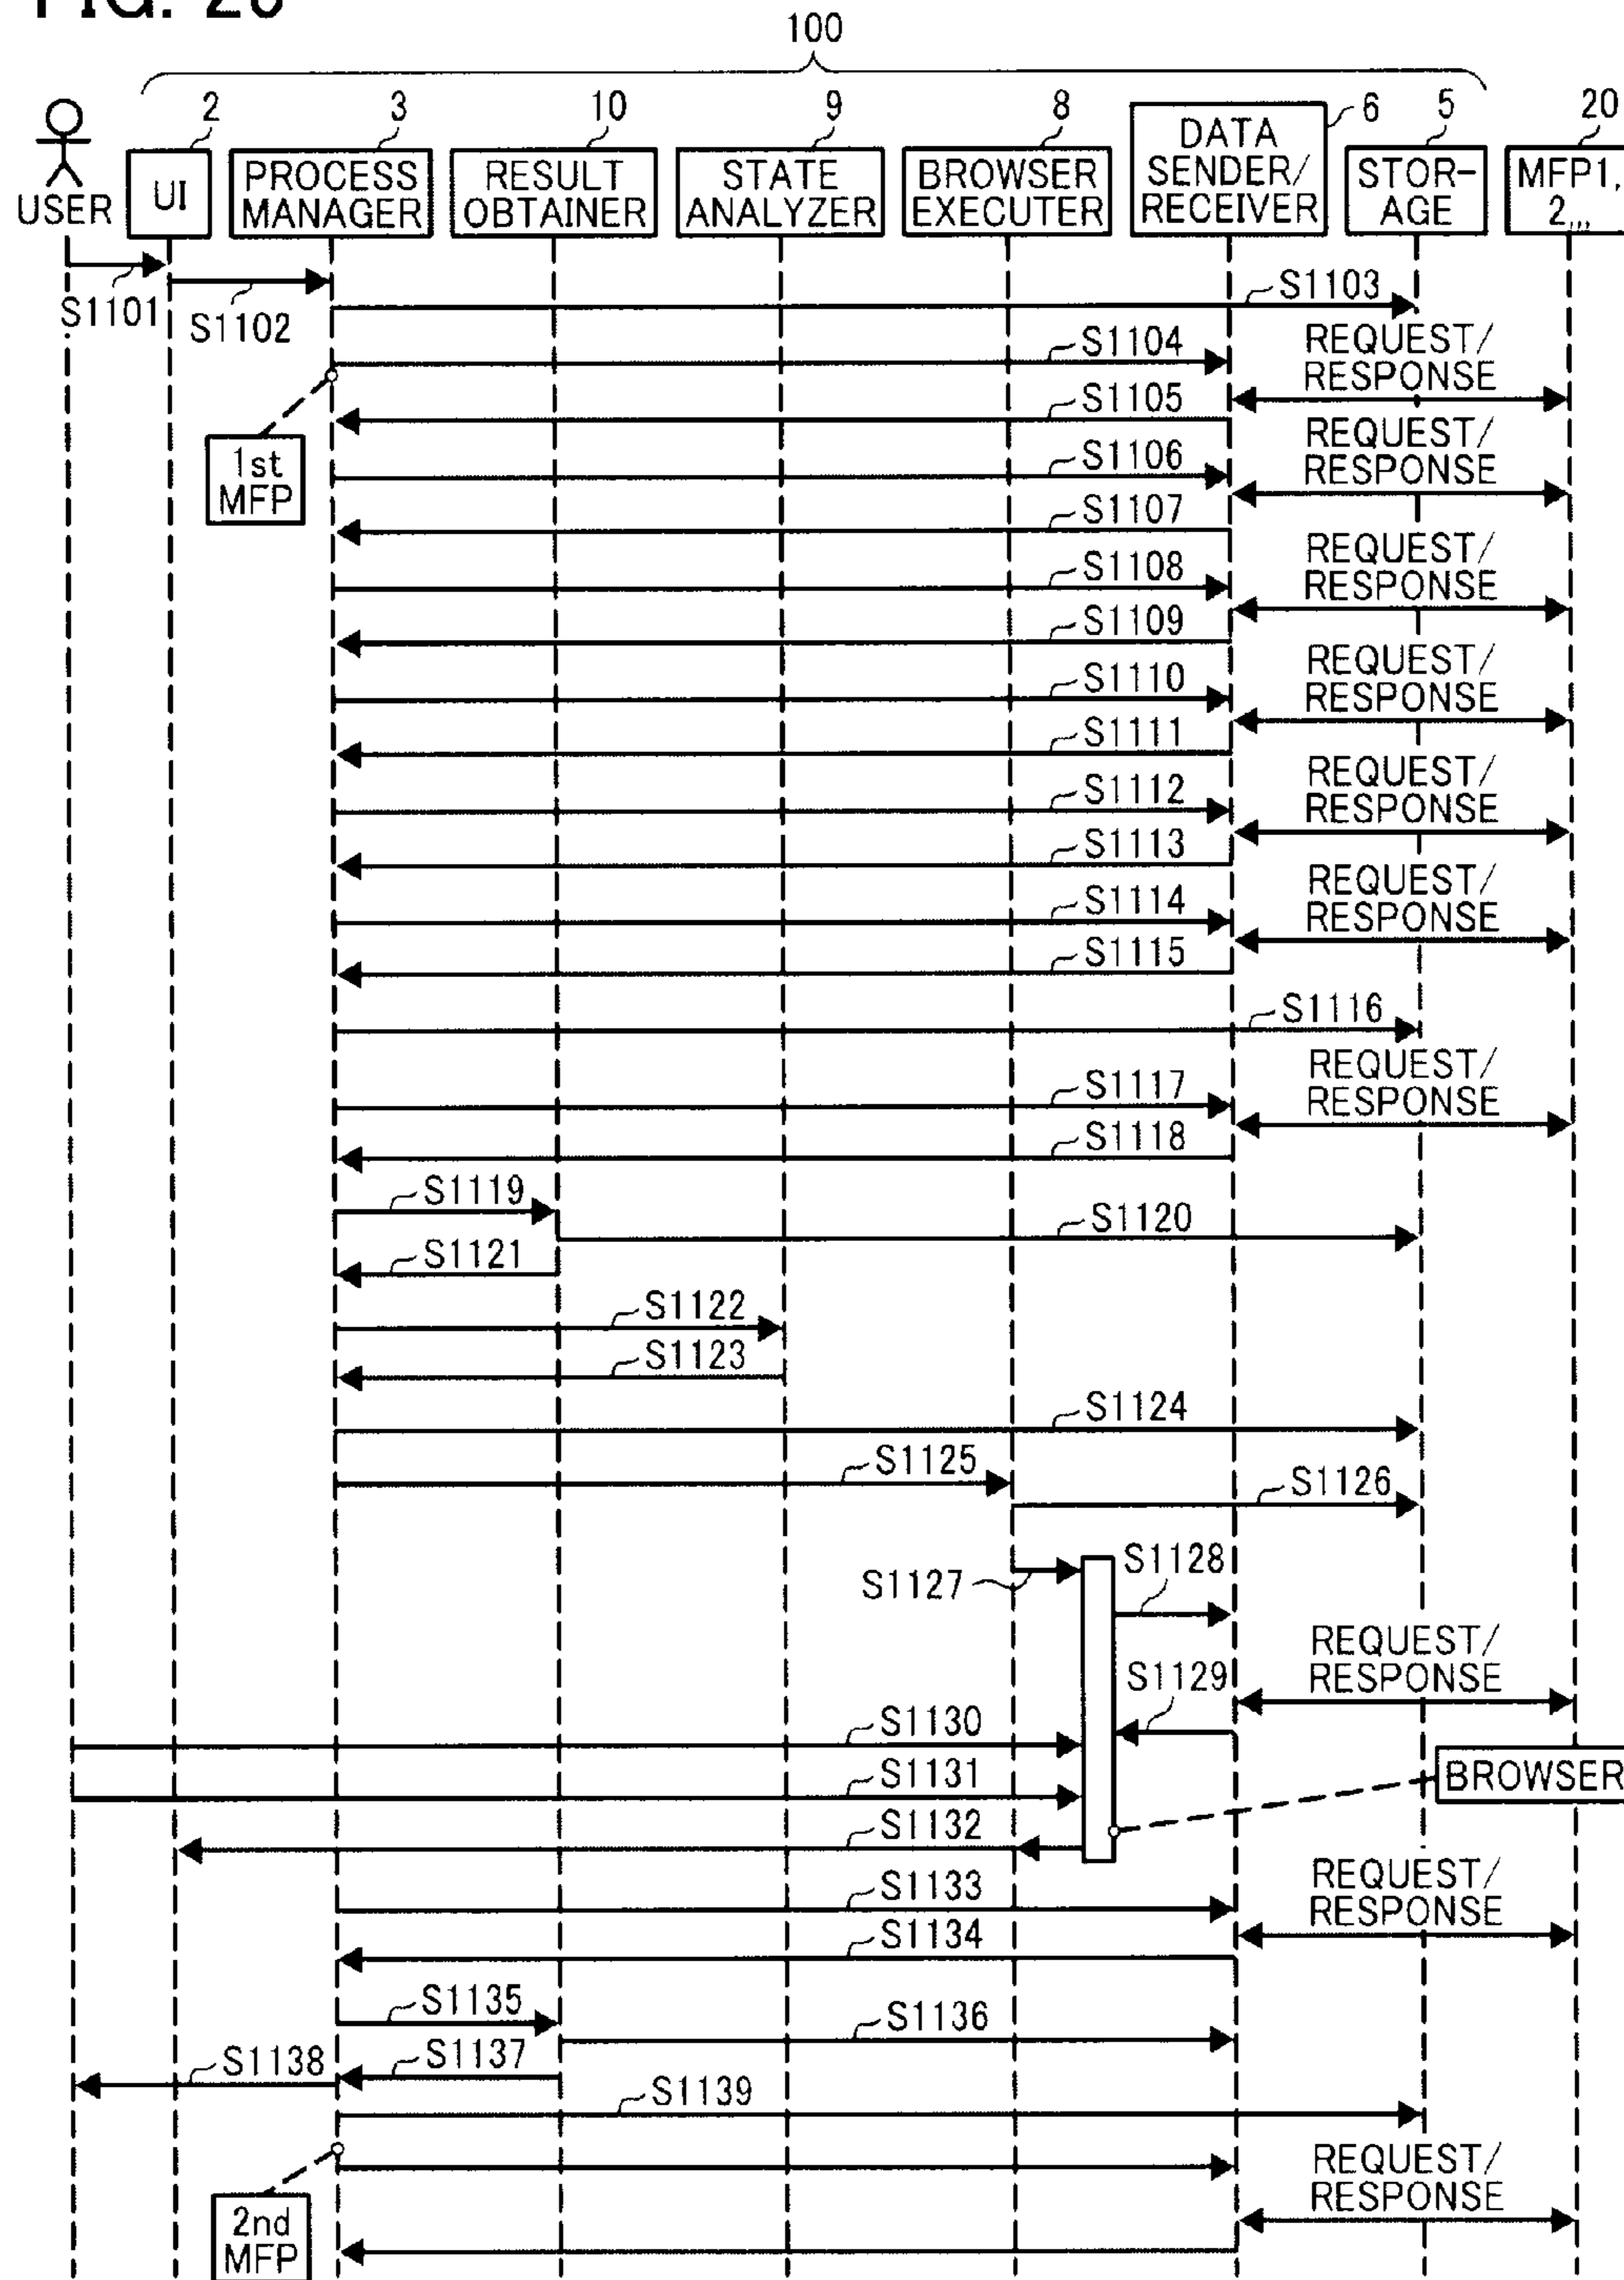 100
2
3
10
9
8
6
5
20
USER
UI
PROCESS
MANAGER
RESULT
OBTAINER
STATE
ANALYZER
BROWSER
EXECUTER
DATA
SENDER/
RECEIVER
STOR-
AGE
MFP1,
2,,,
S1101
S1102
S1103
S1104
REQUEST/
RESPONSE
1st
MFP
S1105
S1106
REQUEST/
RESPONSE
S1107
S1108
REQUEST/
RESPONSE
S1109
S1110
REQUEST/
RESPONSE
S1111
S1112
REQUEST/
RESPONSE
S1113
S1114
REQUEST/
RESPONSE
S1115
S1116
S1117
REQUEST/
RESPONSE
S1118
S1119
S1120
S1121
S1122
S1123
S1124
S1125
S1126
S1127
S1128
REQUEST/
RESPONSE
S1129
S1130
S1131
BROWSER
S1132
S1133
REQUEST/
RESPONSE
S1134
S1135
S1136
S1137
S1138
S1139
2nd
MFP
REQUEST/
RESPONSE